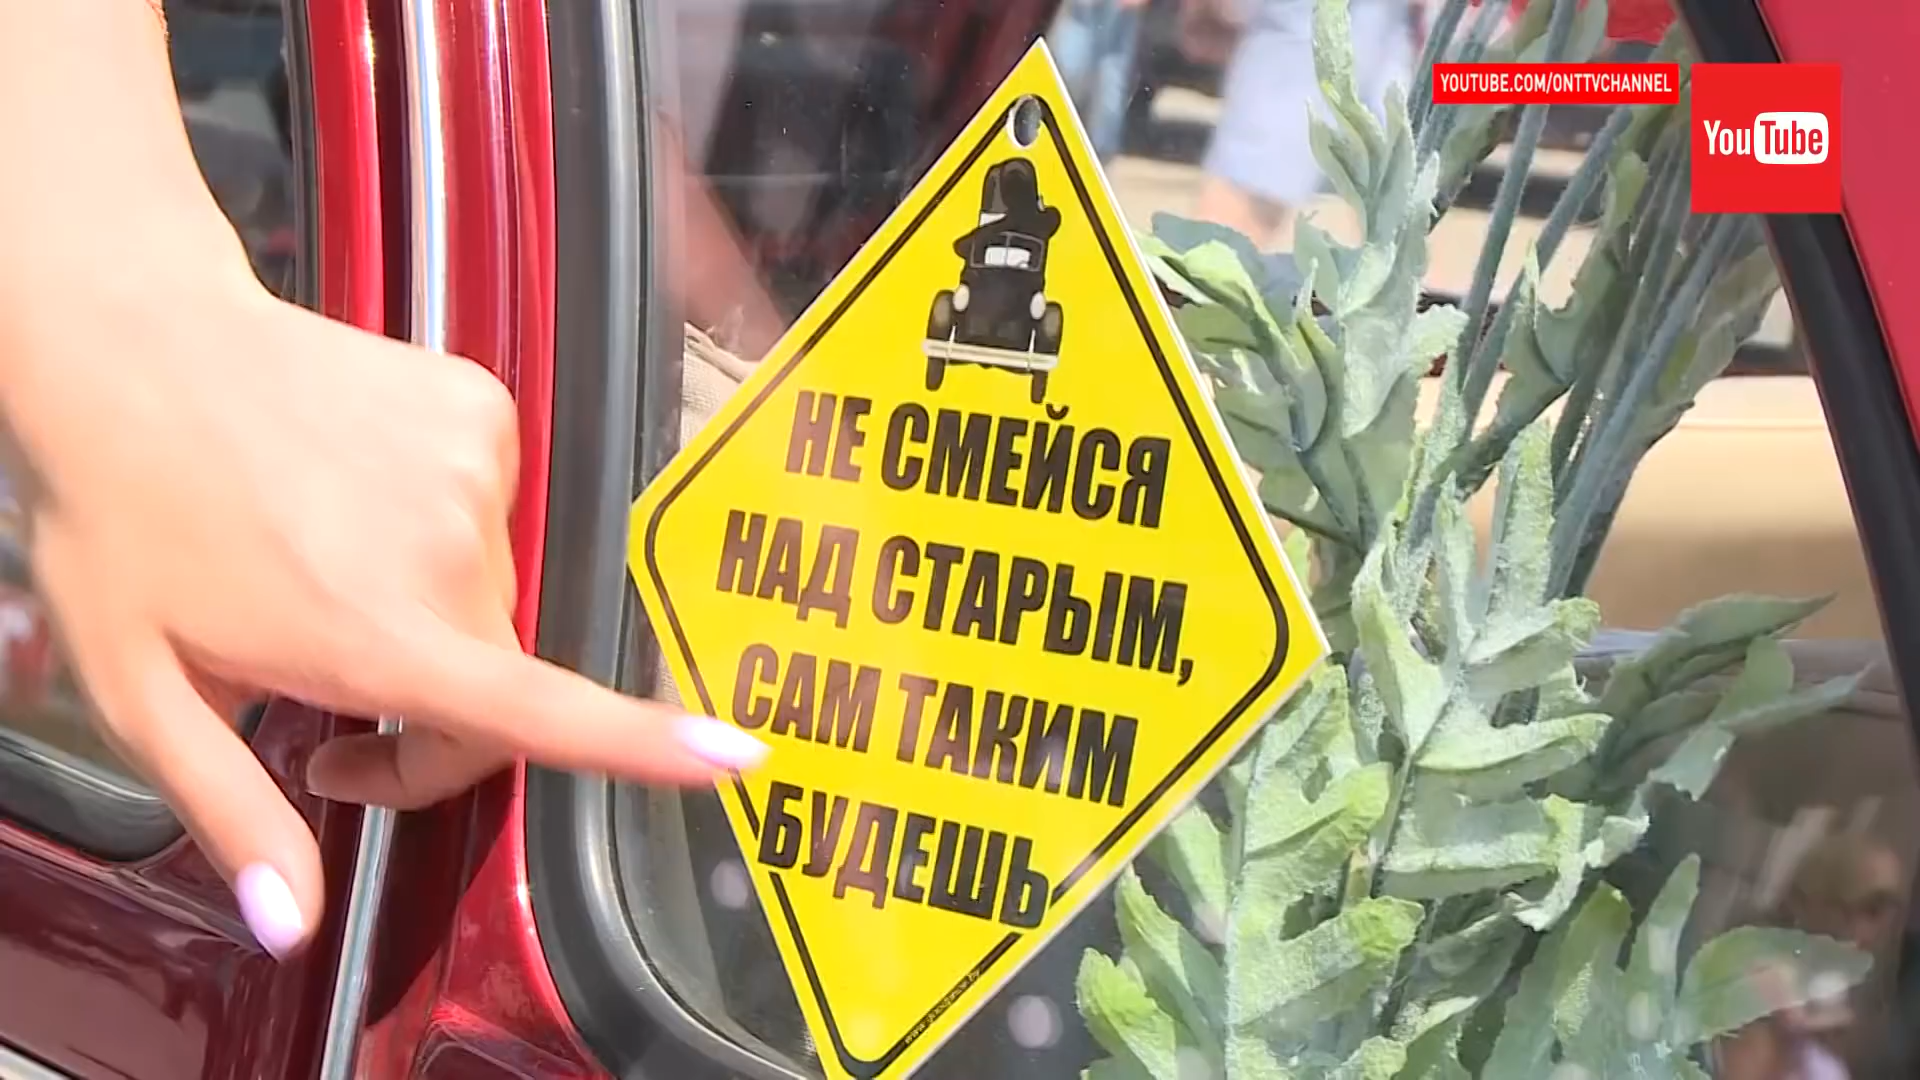 YOUTUBE.COM/ONTTVCHANNEL
YouTube
НЕ СМЕЙСЯ
НАД СТАРЫМ,
САМ ТАКИМ
БУДЕШЬ